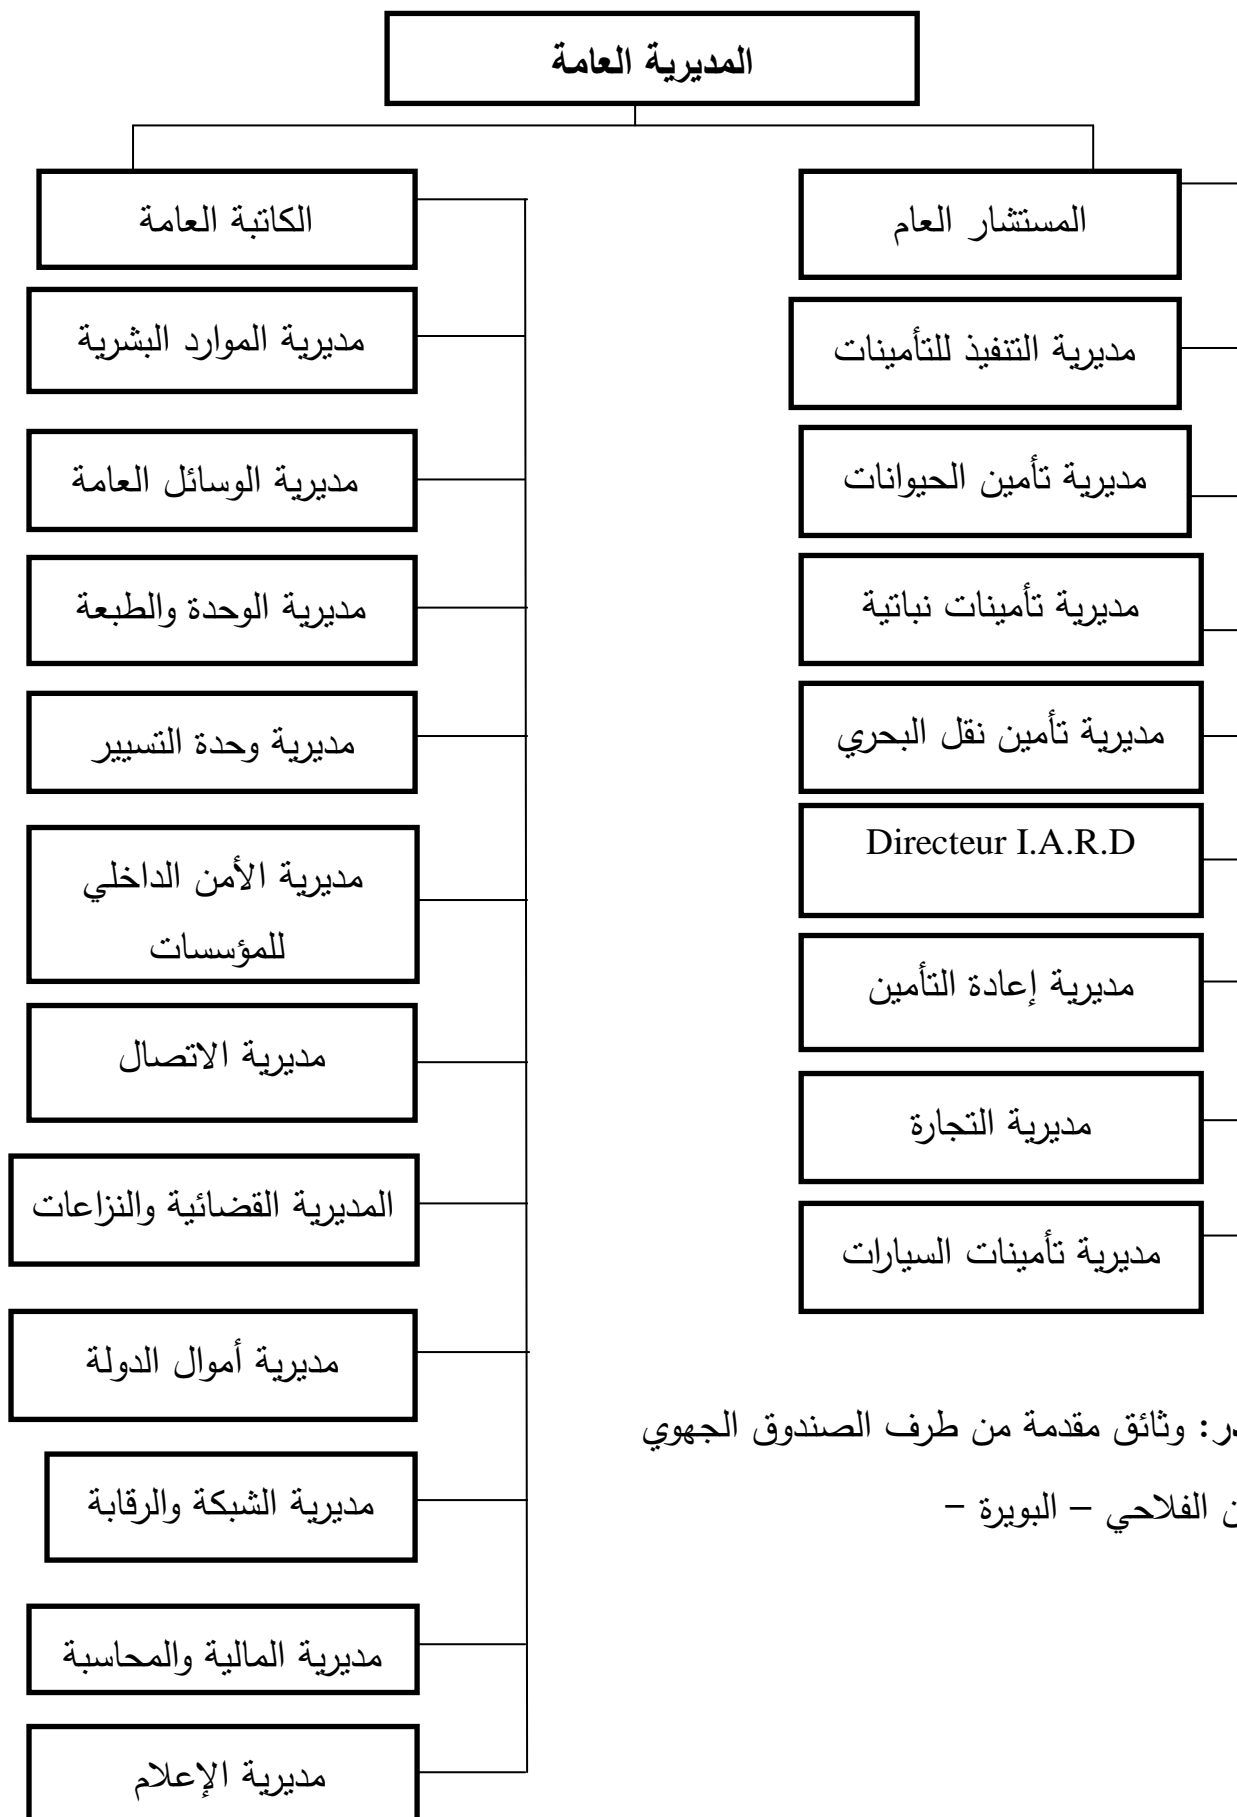 المديرية العامة
المستشار العام
مديرية التنفيذ للتأمينات
مديرية تأمين الحيوانات
مديرية تأمينات نباتية
مديرية تأمين نقل البحري
Directeur I.A.R.D
مديرية إعادة التأمين
مديرية التجارة
مديرية تأمينات السيارات
الكاتبة العامة
مديرية الموارد البشرية
مديرية الوسائل العامة
مديرية الوحدة والطبعة
مديرية وحدة التسيير
مديرية الأمن الداخلي
للمؤسسات
مديرية الاتصال
المديرية القضائية والنزاعات
مديرية أموال الدولة
مديرية الشبكة والرقابة
مديرية المالية والمحاسبة
مديرية الإعلام
: وثائق مقدمة من طرف الصندوق الجهوي
الفلاحي – البويرة –